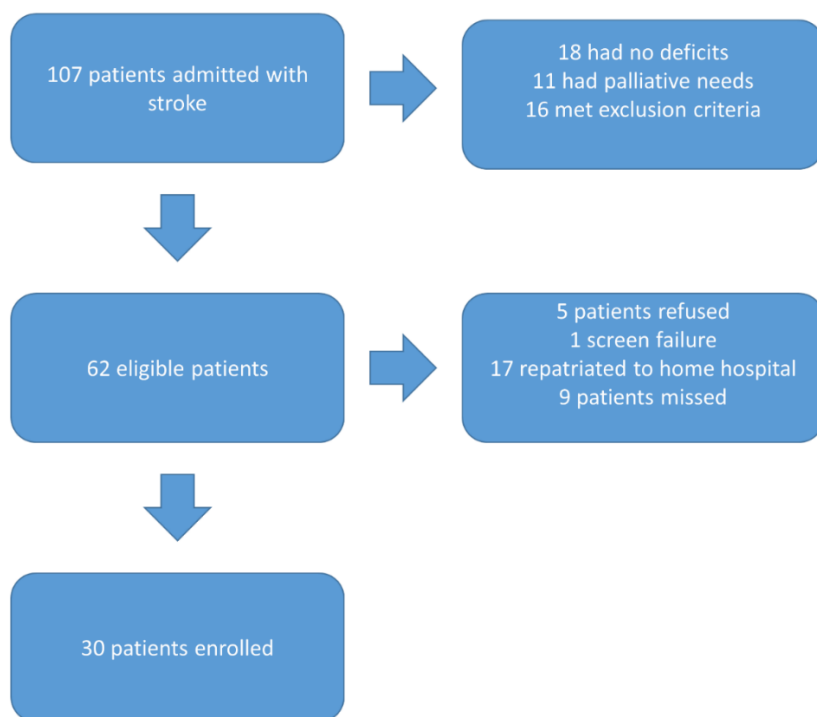 107 patients admitted with
stroke
18 had no deficits
11 had palliative needs
16 met exclusion criteria
62 eligible patients
5 patients refused
1 screen failure
17 repatriated to home hospital
9 patients missed
30 patients enrolled